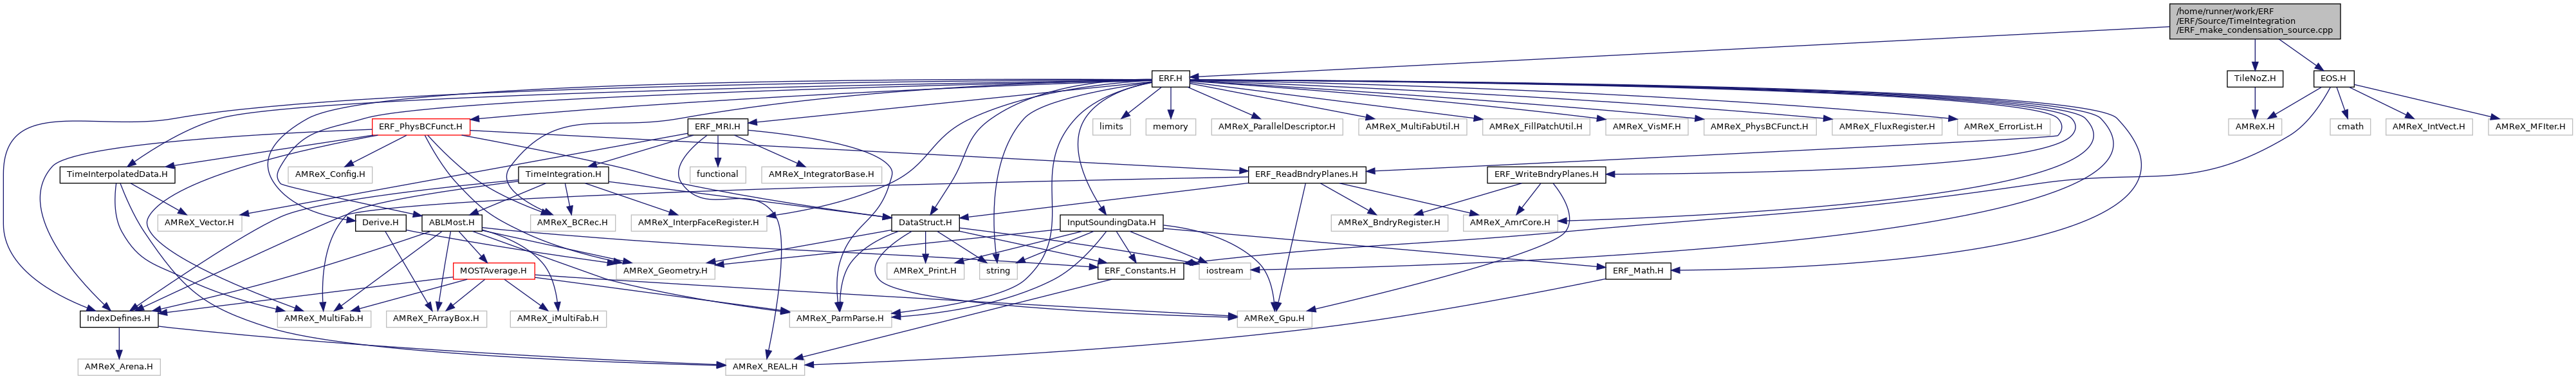 /home/runner/work/ERF
/ERF/Source/TimeIntegration
/ERF_make_condensation_source.cpp
ERF.H
TileNoZ.H
EOS.H
ERF_PhysBCFunct.H
ERF_MRI.H
limits
memory
AMReX_ParallelDescriptor.H
AMReX_MultiFabUtil.H
AMReX_FillPatchUtil.H
AMReX_VisMF.H
AMReX_PhysBCFunct.H
AMReX_FluxRegister.H
AMReX_ErrorList.H
AMReX.H
cmath
AMReX_IntVect.H
AMReX_MFIter.H
TimeInterpolatedData.H
AMReX_Config.H
TimeIntegration.H
functional
AMReX_IntegratorBase.H
ERF_ReadBndryPlanes.H
ERF_WriteBndryPlanes.H
AMReX_Vector.H
Derive.H
ABLMost.H
AMReX_BCRec.H
AMReX_InterpFaceRegister.H
DataStruct.H
InputSoundingData.H
AMReX_BndryRegister.H
AMReX_AmrCore.H
MOSTAverage.H
AMReX_Geometry.H
AMReX_Print.H
string
ERF_Constants.H
iostream
ERF_Math.H
IndexDefines.H
AMReX_MultiFab.H
AMReX_FArrayBox.H
AMReX_iMultiFab.H
AMReX_ParmParse.H
AMReX_Gpu.H
AMReX_Arena.H
AMReX_REAL.H